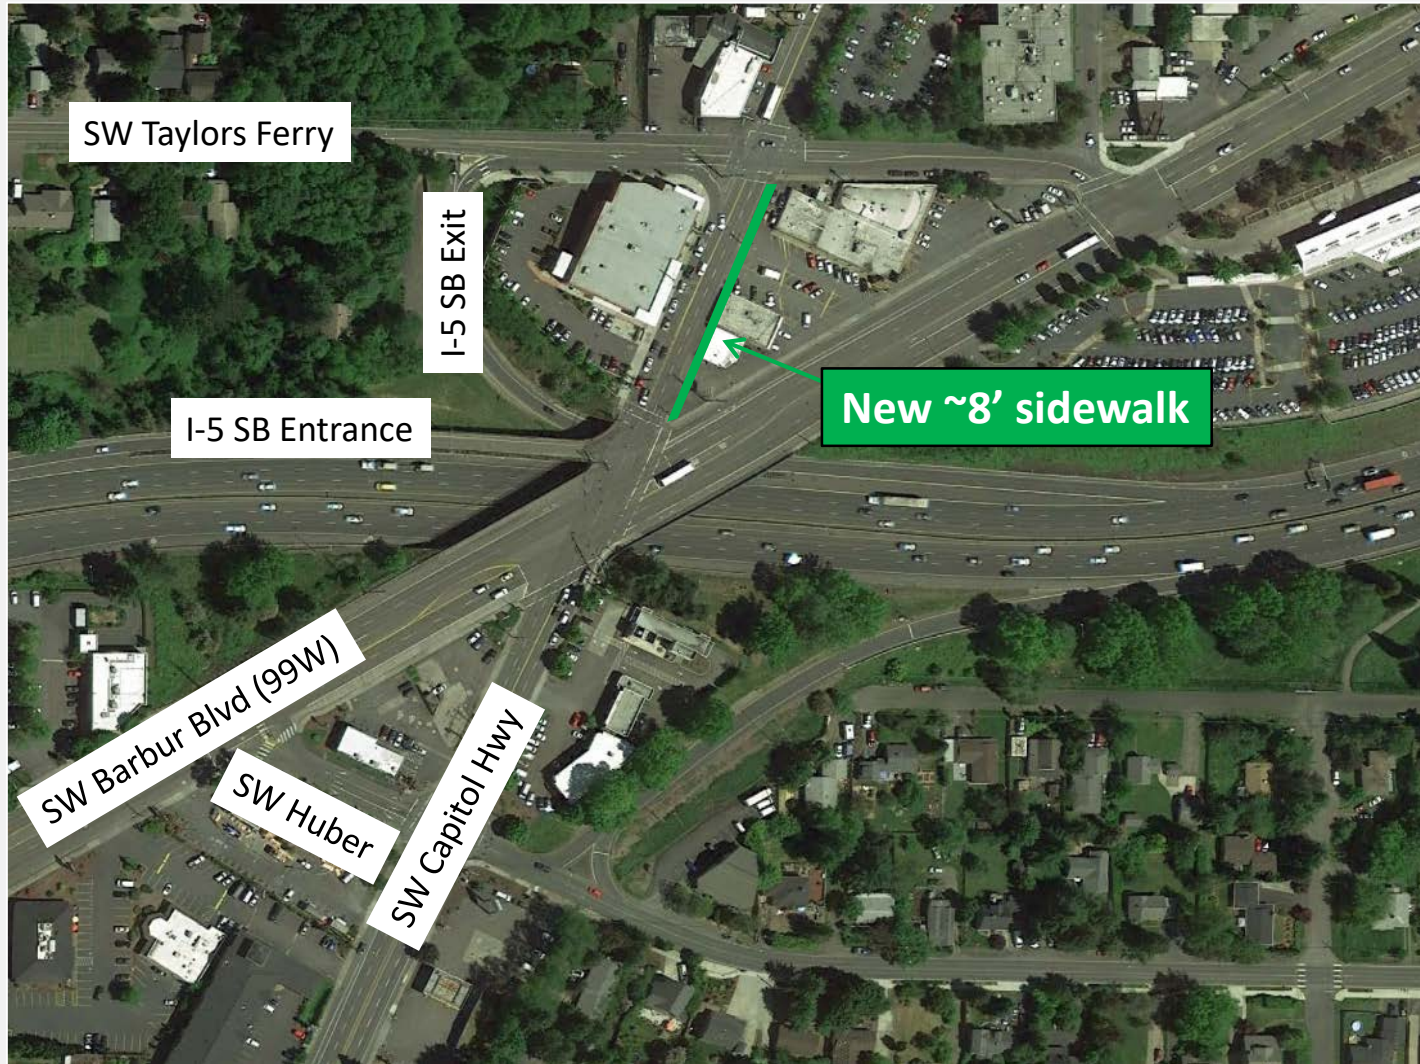 SW Taylors Ferry
I-5 SB Exit
I-5 SB Entrance
New ~8’ sidewalk
SW Barbur Blvd (99W)
SW Huber
SW Capitol Hwy